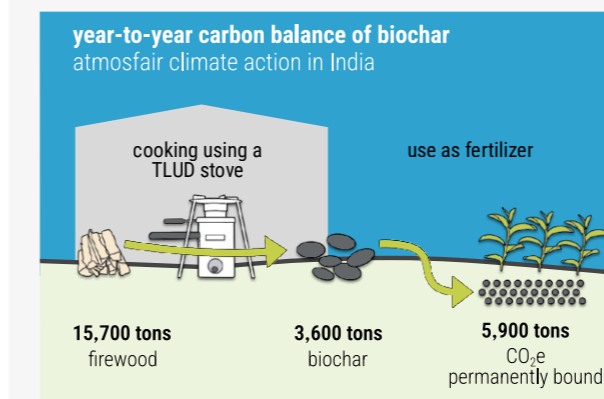 year-to-year carbon balance of biochar
atmosfair climate action in India
cooking using a
TLUD stove
use as fertilizer
15,700 tons
firewood
3,600 tons
biochar
5,900 tons
CO₂e
permanently bound